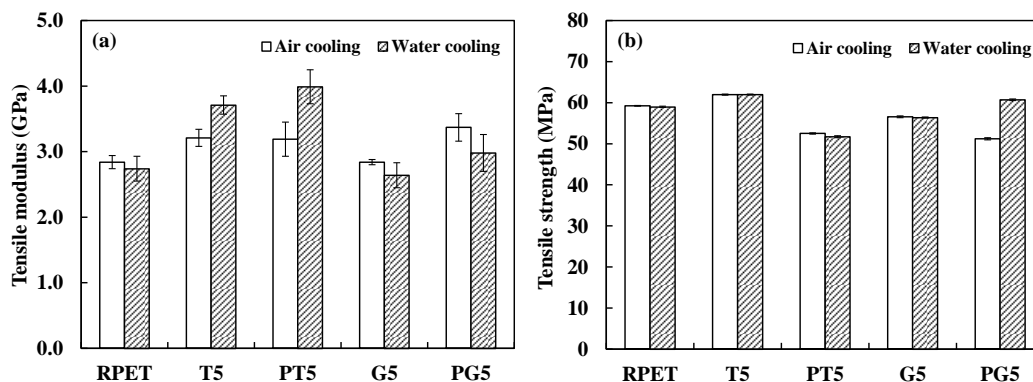 (a)
Air cooling Water cooling
Tensile modulus (GPa)
5.0
4.0
3.0
2.0
1.0
0.0
RPET T5 PT5 G5 PG5
(b)
Air cooling Water cooling
Tensile strength (MPa)
80
70
60
50
40
30
20
10
0
RPET T5 PT5 G5 PG5